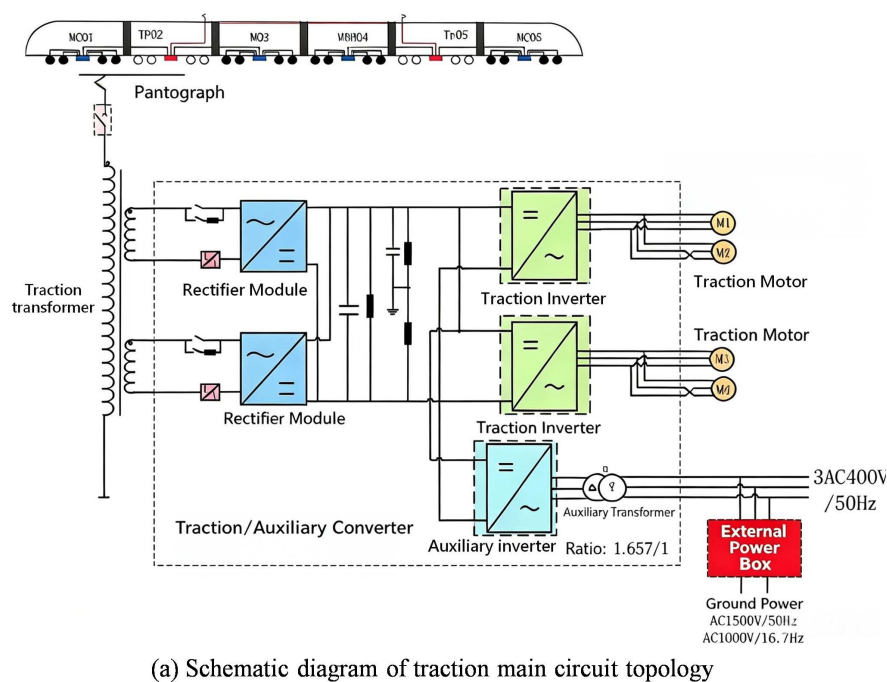 MC01 TP02 M03 MBH04 Tp05 NC05
Pantograph
Traction
transformer
Rectifier Module
Rectifier Module
Traction Inverter
Traction Inverter
M1
M2
Traction Motor
Traction Motor
M3
M4
Traction/Auxiliary Converter
Auxiliary inverter
Auxiliary Transformer
Ratio: 1.657/1
3AC400V
/50Hz
External
Power
Box
Ground Power
AC1500V/50Hz
AC1000V/16.7Hz
(a) Schematic diagram of traction main circuit topology